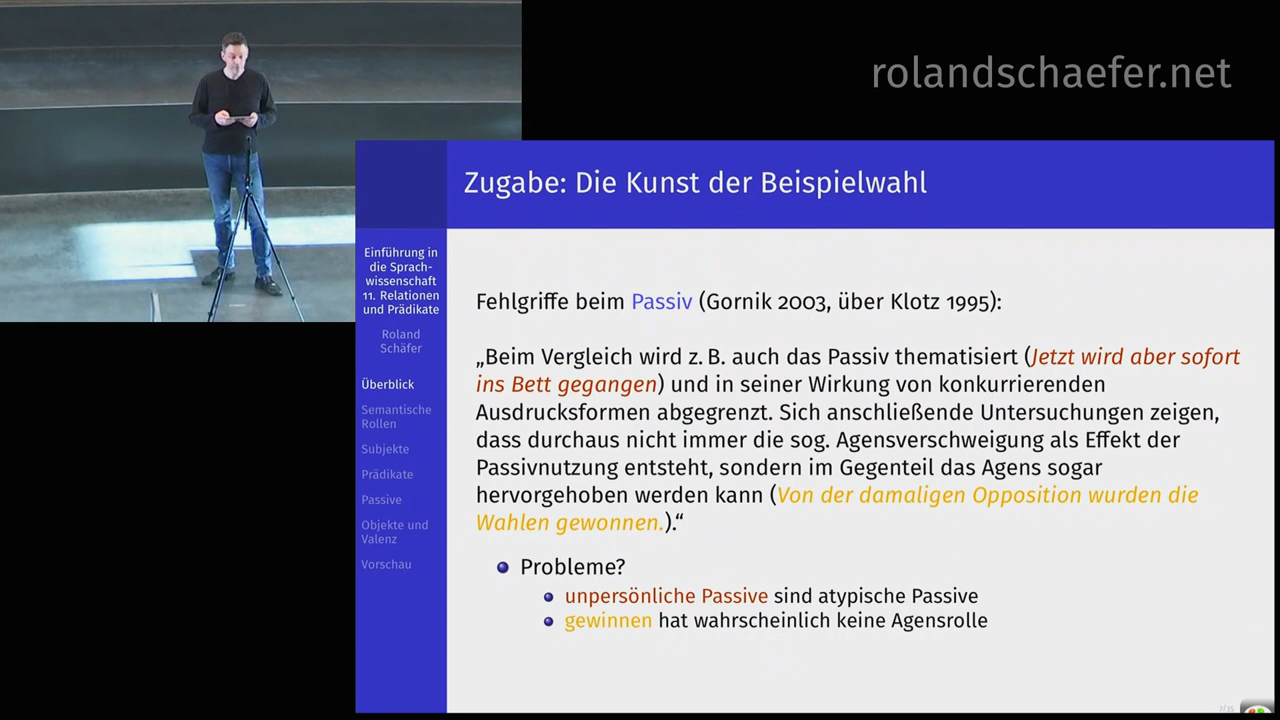 rolandschaefer.net
Zugabe: Die Kunst der Beispielwahl
Einführung in
die Sprach-
wissenschaft
11. Relationen
und Prädikate
Roland
Schäfer
Überblick
Semantische
Rollen
Subjekte
Prädikate
Passive
Objekte und
Valenz
Vorschau
Fehlgriffe beim Passiv (Gornik 2003, über Klotz 1995):
„Beim Vergleich wird z. B. auch das Passiv thematisiert (Jetzt wird aber sofort
ins Bett gegangen) und in seiner Wirkung von konkurrierenden
Ausdrucksformen abgegrenzt. Sich anschließende Untersuchungen zeigen,
dass durchaus nicht immer die sog. Agensverschweigung als Effekt der
Passivnutzung entsteht, sondern im Gegenteil das Agens sogar
hervorgehoben werden kann (Von der damaligen Opposition wurden die
Wahlen gewonnen.).“
Probleme?
unpersönliche Passive sind atypische Passive
gewinnen hat wahrscheinlich keine Agensrolle